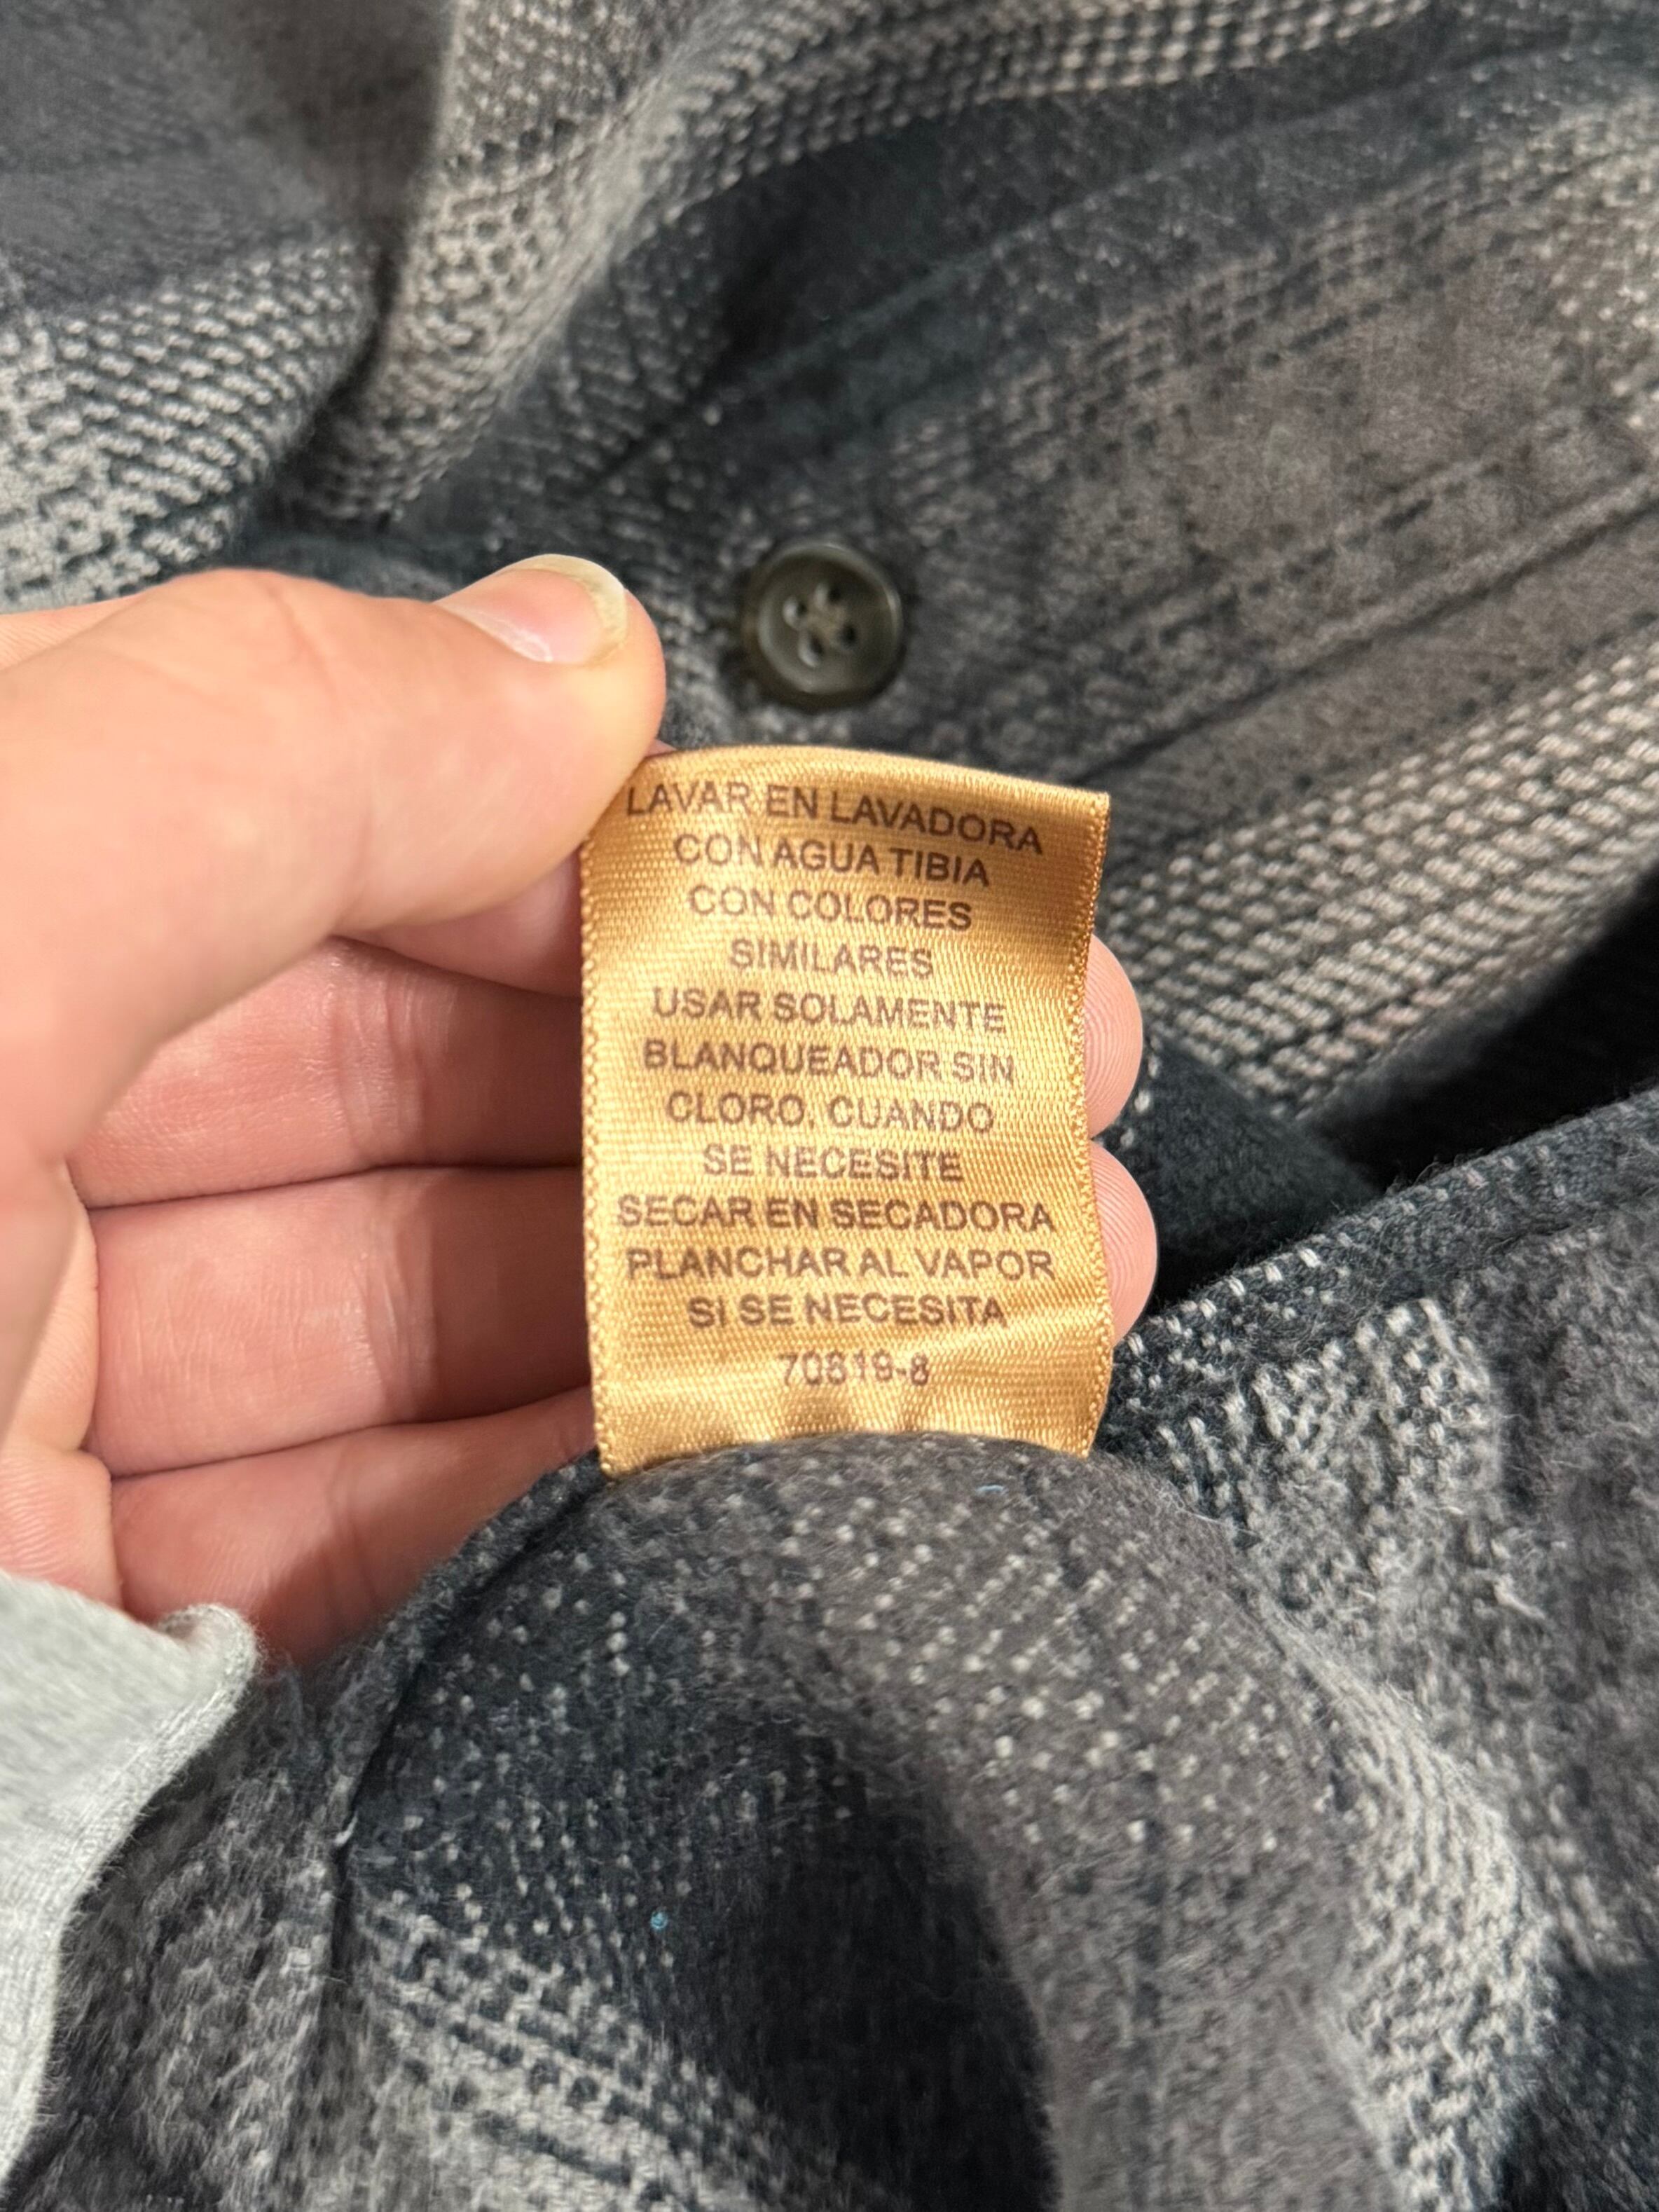 LAVAR EN LAVADORA
CON AGUA TIBIA
CON COLORES
SIMILARES
USAR SOLAMENTE
BLANQUEADOR SIN
CLORO, CUANDO
SE NECESITE
SECAR EN SECADORA
PLANCHAR AL VAPOR
SI SE NECESITA
70819-8